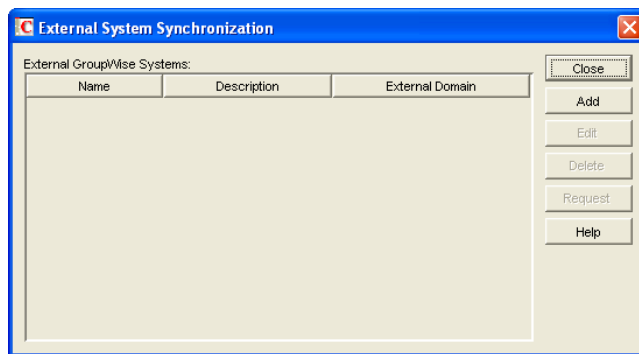 External System Synchronization
External GroupWise Systems:
Name Description External Domain
Close
Add
Edit
Delete
Request
Help